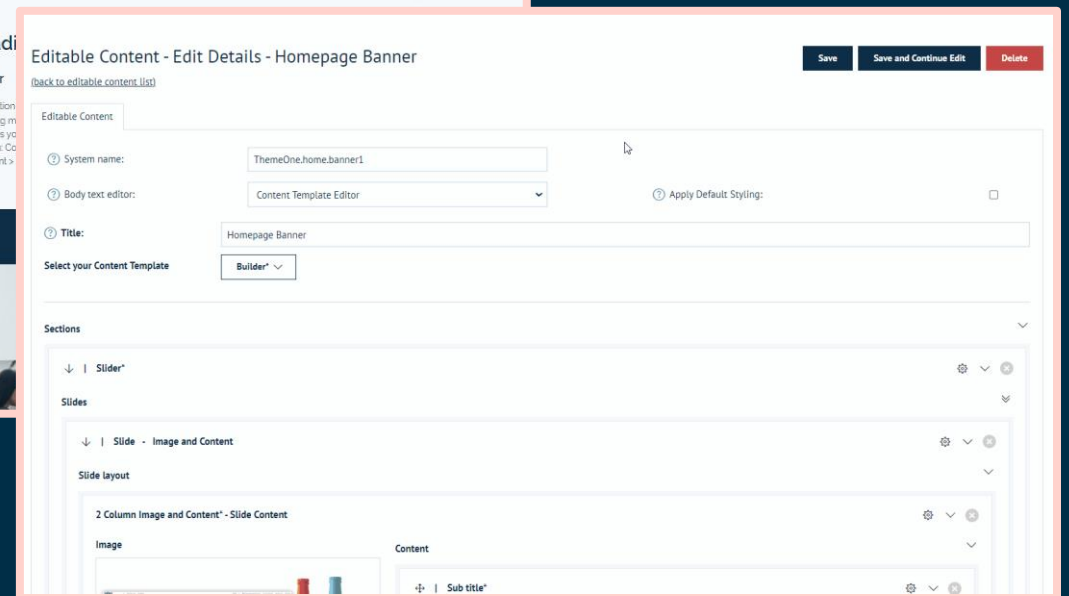 Editable Content - Edit Details - Homepage Banner
Save
Save and Continue Edit
Delete
(back to editable content list)
Editable Content
? System name:
ThemeOne.home.banner1
? Body text editor:
Content Template Editor
? Apply Default Styling:
? Title:
Homepage Banner
Select your Content Template
Builder*
Sections
| Slider*
Slides
| Slide - Image and Content
Slide layout
2 Column Image and Content* - Slide Content
Image
Content
| Sub title*